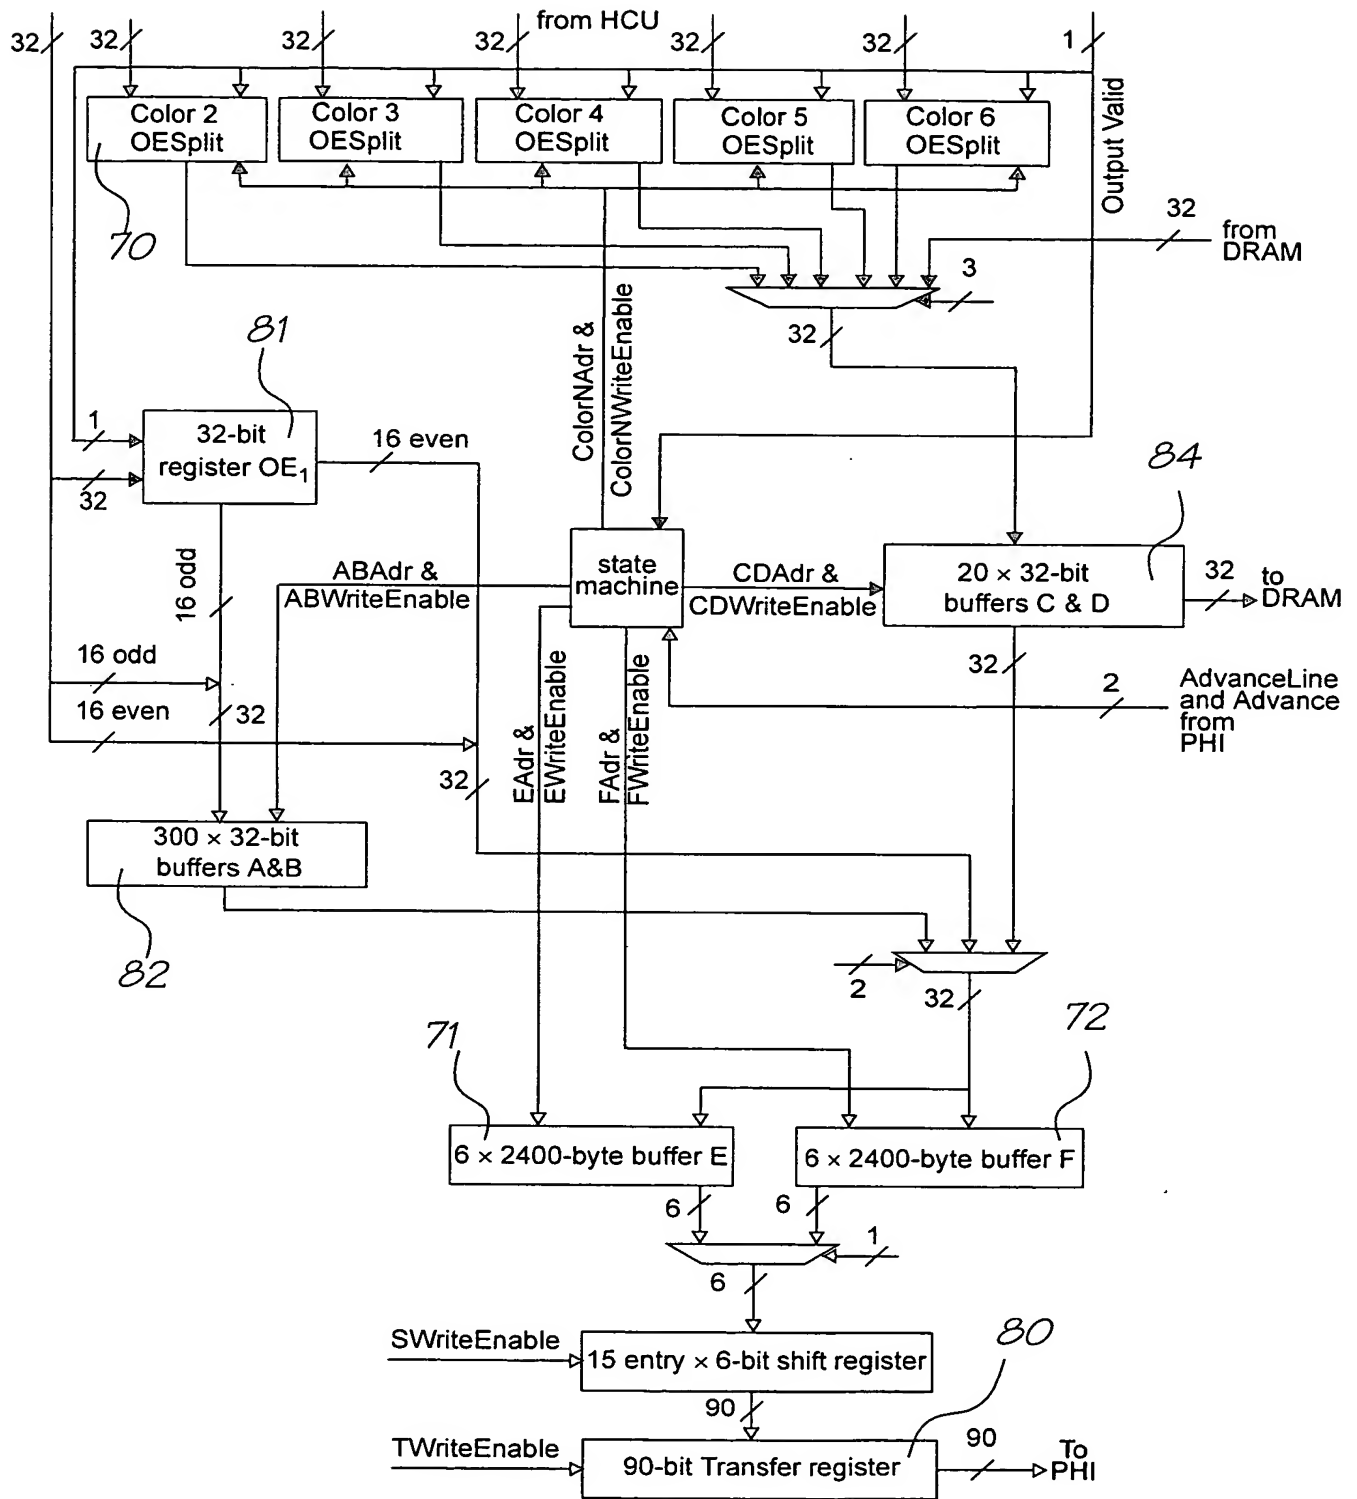 from HCU
32
32
32
32
32
32
1
Color 2
OESplit
Color 3
OESplit
Color 4
OESplit
Color 5
OESplit
Color 6
OESplit
Output Valid
70
32
from
DRAM
3
32
ColorNAdr &
ColorNWriteEnable
81
1
32
32-bit
register OE₁
16 even
84
16 odd
ABAdr &
ABWriteEnable
state
machine
CDAdr &
CDWriteEnable
20 × 32-bit
buffers C & D
32
to
DRAM
16 odd
16 even
32
32
EAdr &
EWriteEnable
FAdr &
FWriteEnable
32
2
AdvanceLine
and Advance
from
PHI
300 × 32-bit
buffers A&B
82
2
32
71
72
6 × 2400-byte buffer E
6 × 2400-byte buffer F
6
6
1
6
80
SWriteEnable
15 entry × 6-bit shift register
90
TWriteEnable
90-bit Transfer register
90
To
PHI